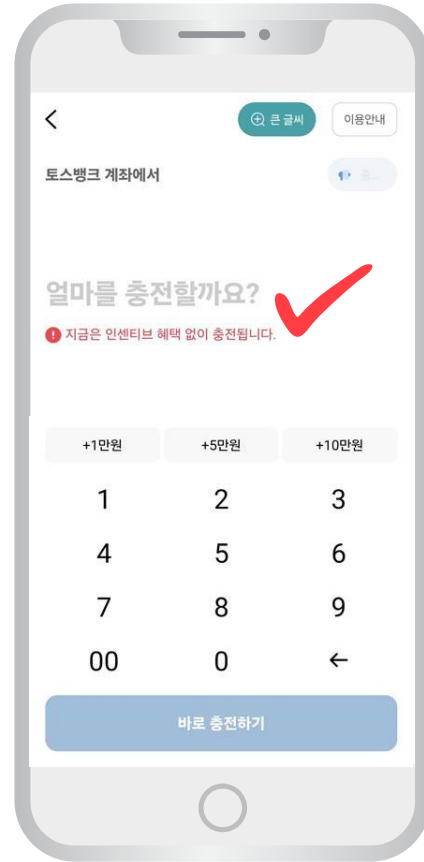 큰 글씨
이용안내
토스뱅크 계좌에서
얼마를 충전할까요?
지금은 인센티브 혜택 없이 충전됩니다.
+1만원 +5만원 +10만원
1 2 3
4 5 6
7 8 9
00 0 ←
바로 충전하기